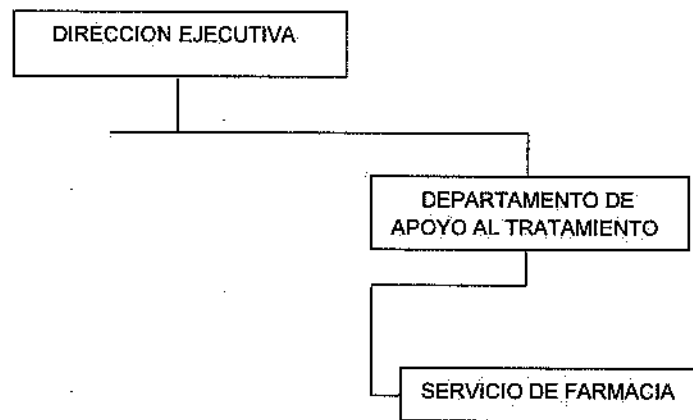 DIRECCION EJECUTIVA
DEPARTAMENTO DE
APOYO AL TRATAMIENTO
SERVICIO DE FARMACIA